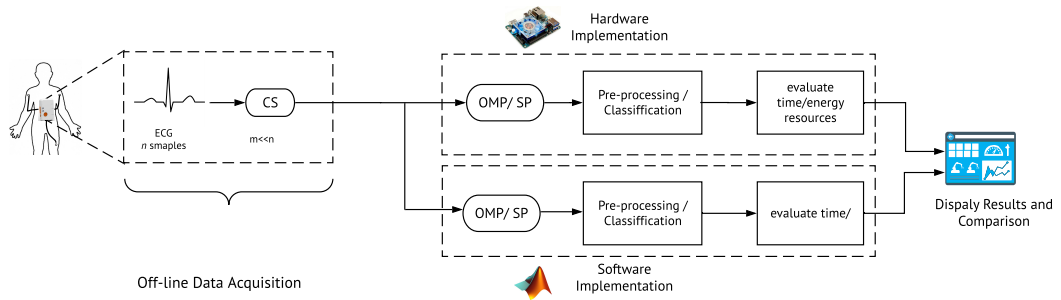 Hardware
Implementation
ECG
n smaples
CS
m<<n
OMP/ SP
Pre-processing /
Classiffication
evaluate
time/energy
resources
OMP/ SP
Pre-processing /
Classiffication
evaluate time/
Dispaly Results and
Comparison
Off-line Data Acquisition
Software
Implementation